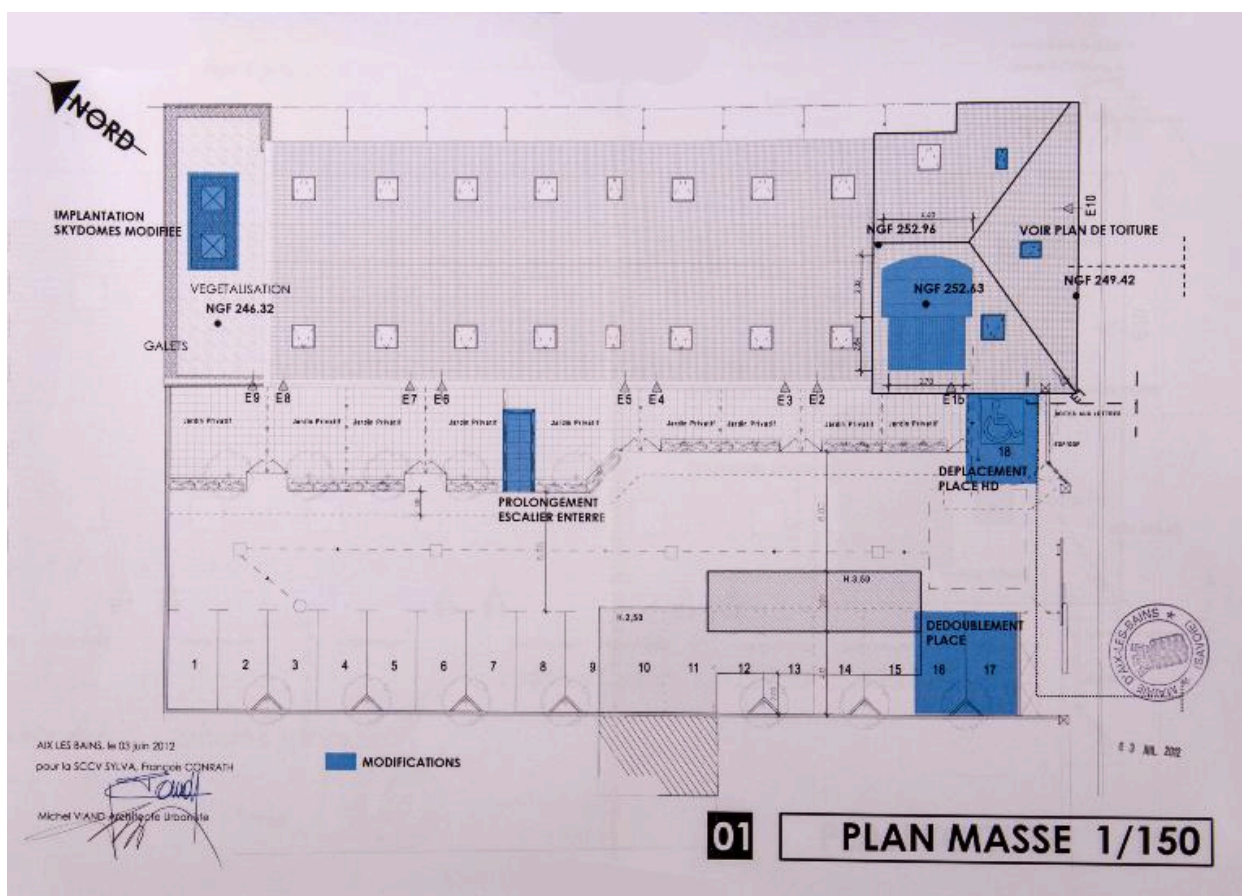 NORD
IMPLANTATION
SKYDOMES MODIFIEE
VEGETALISATION
NGF 246.32
GALETS
NGF 252.96
E10
VOIR PLAN DE TOITURE
NGF 252.63
NGF 249.42
2.70
E9
E8
E7
E6
E5
E4
E3
E2
E1b
Jardin Privatif
Jardin Privatif
Jardin Privatif
Jardin Privatif
Jardin Privatif
Jardin Privatif
Jardin Privatif
Jardin Privatif
Jardin Privatif
18
DEPLACEMENT
PLACE HD
PROLONGEMENT
ESCALIER ENTERRE
H.3,50
H.2,50
DEDOUBLEMENT
PLACE
1
2
3
4
5
6
7
8
9
10
11
12
13
14
15
16
17
MAIRIE D'AIX-LES-BAINS
(SAVOIE)
AIX LES BAINS, le 03 juin 2012
pour la SCCV SYLVA, François CONRATH
Michel VIAND Architecte Urbaniste
MODIFICATIONS
01
PLAN MASSE 1/150